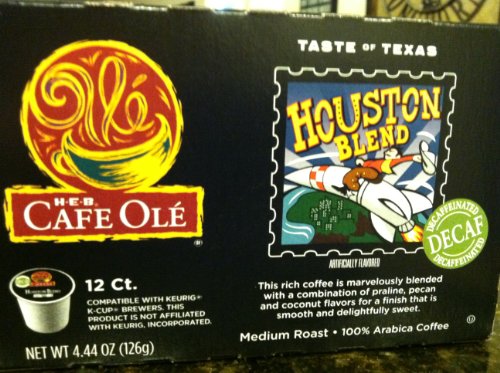 Olé
H-E-B®
CAFE OLÉ
®
12 Ct.
COMPATIBLE WITH KEURIG®
K-CUP® BREWERS. THIS
PRODUCT IS NOT AFFILIATED
WITH KEURIG, INCORPORATED.
NET WT 4.44 OZ (126g)
TASTE OF TEXAS
HOUSTON
BLEND
DECAFFEINATED
DECAF
DECAFFEINATED
ARTIFICIALLY FLAVORED
This rich coffee is marvelously blended
with a combination of praline, pecan
and coconut flavors for a finish that is
smooth and delightfully sweet.
Medium Roast • 100% Arabica Coffee